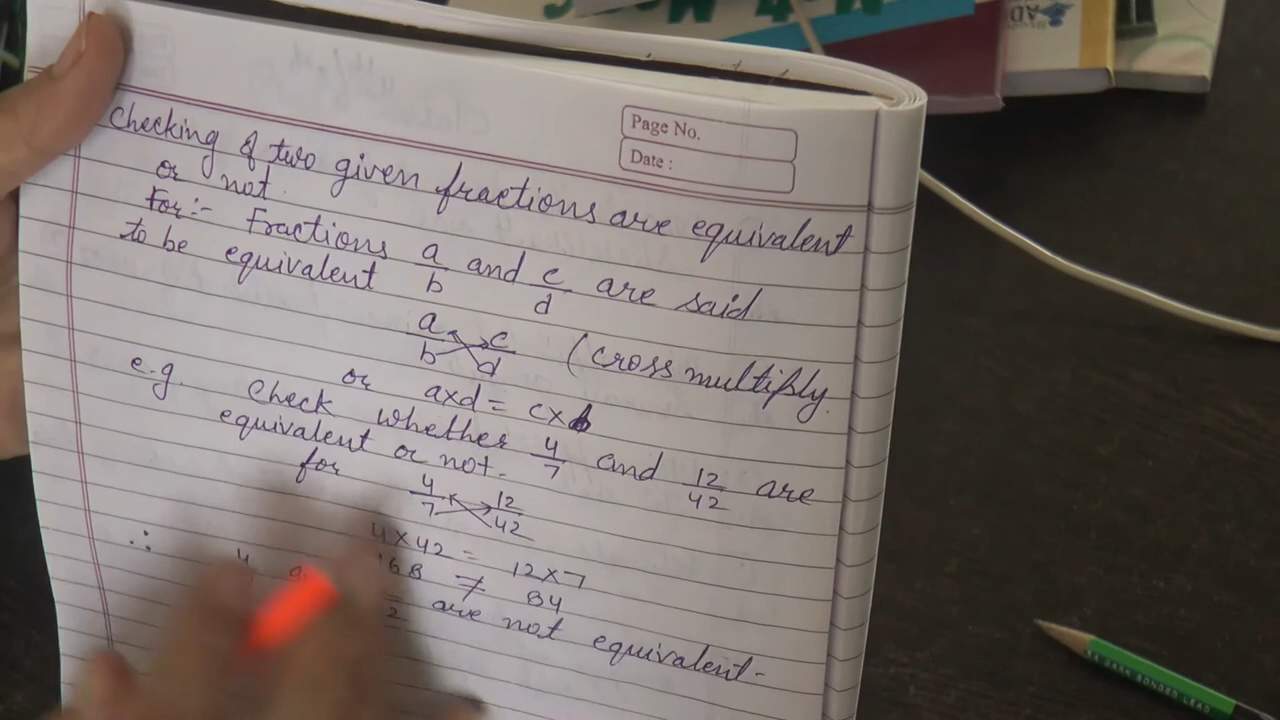 Page No.
Date :
Checking of two given fractions are equivalent
or not.
For:- Fractions a/b and c/d are said
to be equivalent
a/b c/d (cross multiply.
or a×d = c×b
e.g. Check whether 4/7 and 12/42 are
equivalent or not.
for 4/7 12/42
4×42 = 12×7
168 ≠ 84
∴ 4 are not equivalent.